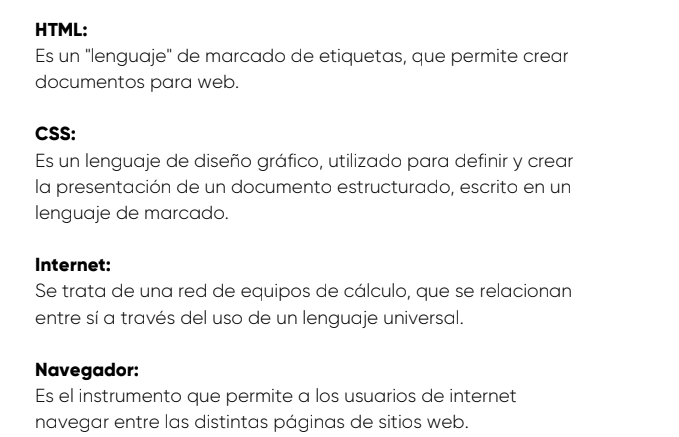 HTML:
Es un "lenguaje" de marcado de etiquetas, que permite crear
documentos para web.
CSS:
Es un lenguaje de diseño gráfico, utilizado para definir y crear
la presentación de un documento estructurado, escrito en un
lenguaje de marcado.
Internet:
Se trata de una red de equipos de cálculo, que se relacionan
entre sí a través del uso de un lenguaje universal.
Navegador:
Es el instrumento que permite a los usuarios de internet
navegar entre las distintas páginas de sitios web.